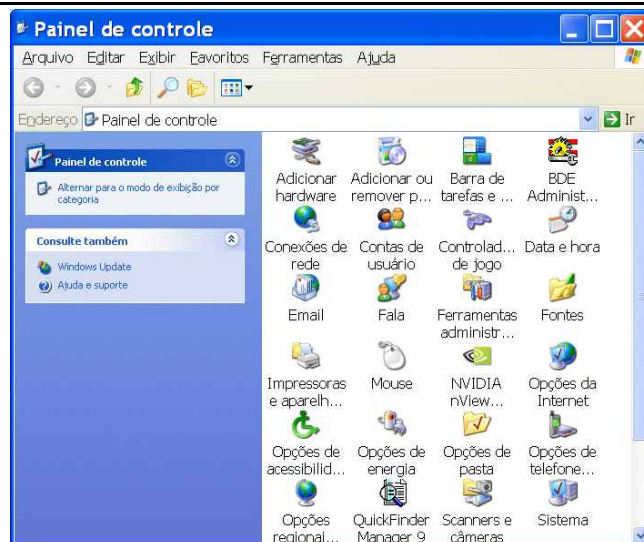 Painel de controle
Arquivo Editar Exibir Favoritos Ferramentas Ajuda
Endereço Painel de controle Ir
Painel de controle
Alternar para o modo de exibição por
categoria
Consulte também
Windows Update
Ajuda e suporte
Adicionar hardware
Adicionar ou remover p...
Barra de tarefas e ...
BDE Administ...
Conexões de rede
Contas de usuário
Controlad... de jogo
Data e hora
Email
Fala
Ferramentas administr...
Fontes
Impressoras e aparelh...
Mouse
NVIDIA nView...
Opções da Internet
Opções de acessibilid...
Opções de energia
Opções de pasta
Opções de telefone...
Opções regionai...
QuickFinder Manager 9
Scanners e câmeras
Sistema